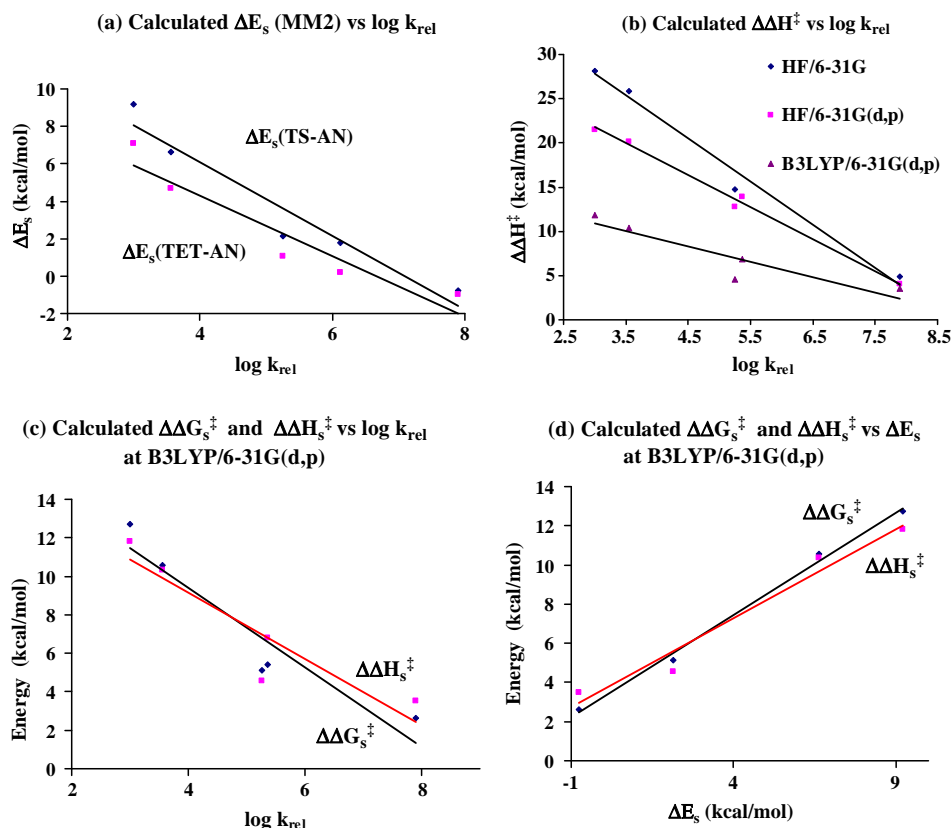 (a) Calculated ΔEₛ (MM2) vs log kᵣₑₗ
10
8
6
4
2
0
-2
2
4
6
8
ΔEₛ (kcal/mol)
ΔEₛ(TS-AN)
ΔEₛ(TET-AN)
log kᵣₑₗ
(b) Calculated ΔΔH‡ vs log kᵣₑₗ
30
25
20
15
10
5
0
2.5
3.5
4.5
5.5
6.5
7.5
8.5
ΔΔH‡ (kcal/mol)
HF/6-31G
HF/6-31G(d,p)
B3LYP/6-31G(d,p)
log kᵣₑₗ
(c) Calculated ΔΔGₛ‡ and ΔΔHₛ‡ vs log kᵣₑₗ
at B3LYP/6-31G(d,p)
14
12
10
8
6
4
2
0
2
4
6
8
Energy (kcal/mol)
ΔΔHₛ‡
ΔΔGₛ‡
log kᵣₑₗ
(d) Calculated ΔΔGₛ‡ and ΔΔHₛ‡ vs ΔEₛ
at B3LYP/6-31G(d,p)
14
12
10
8
6
4
2
0
-1
4
9
Energy (kcal/mol)
ΔΔGₛ‡
ΔΔHₛ‡
ΔEₛ (kcal/mol)